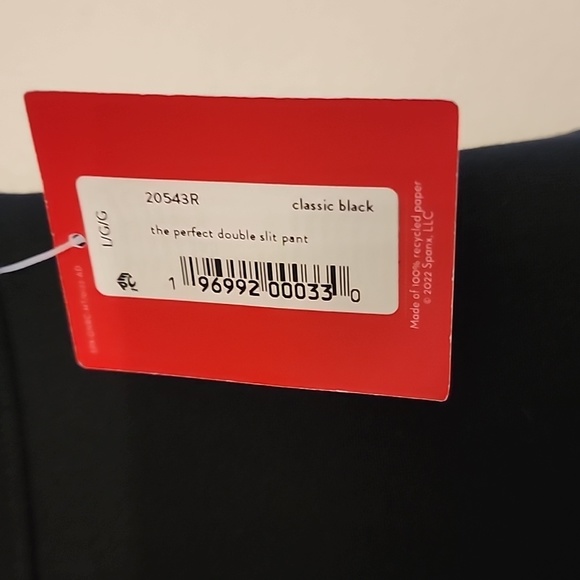 20543R classic black
L/G/G
the perfect double slit pant
1 96992 00033 0
Made of 100% recycled paper
© 2022 Spanx, LLC